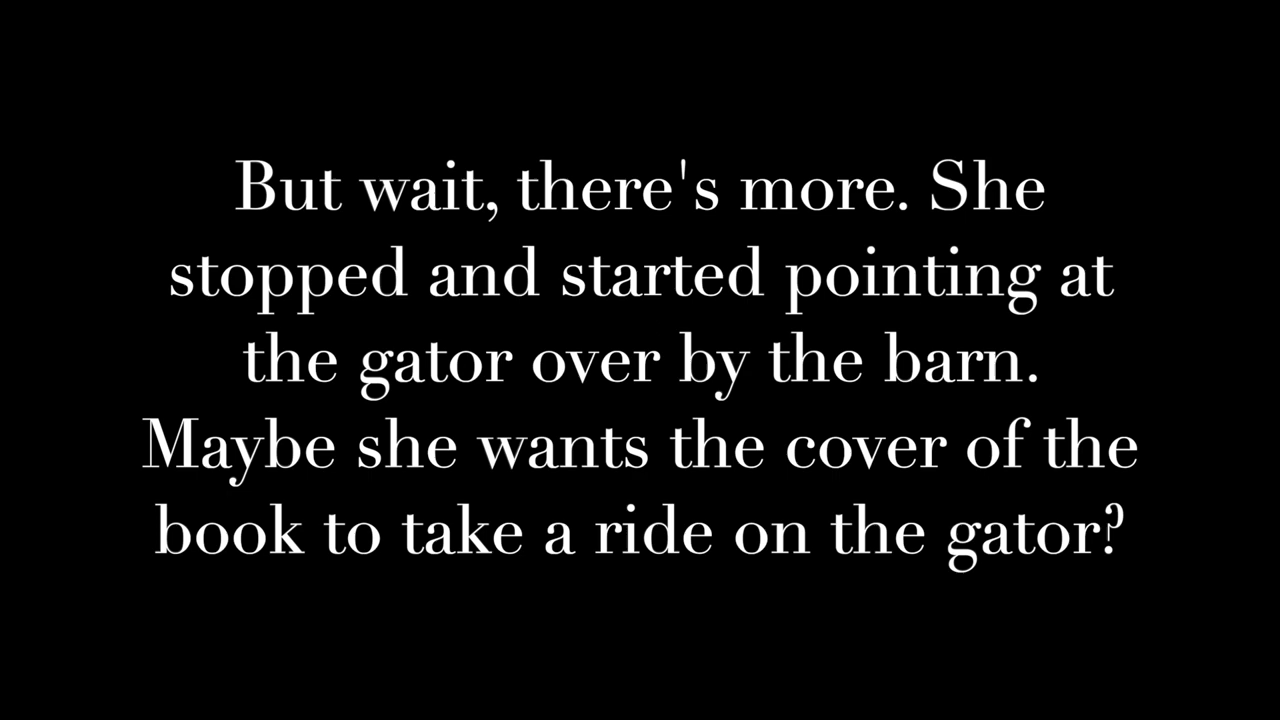 But wait, there's more. She
stopped and started pointing at
the gator over by the barn.
Maybe she wants the cover of the
book to take a ride on the gator?